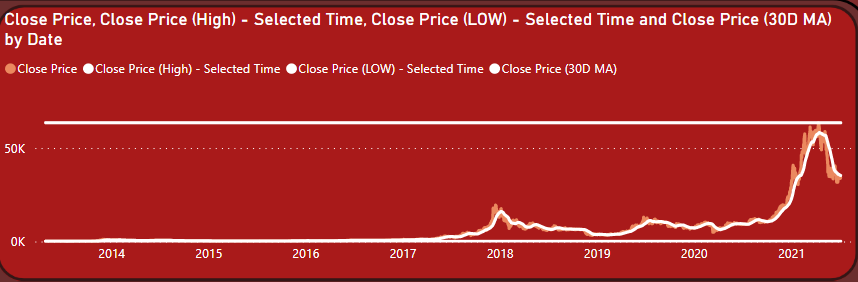 Close Price, Close Price (High) - Selected Time, Close Price (LOW) - Selected Time and Close Price (30D MA)
by Date
Close Price Close Price (High) - Selected Time Close Price (LOW) - Selected Time Close Price (30D MA)
50K
0K
2014 2015 2016 2017 2018 2019 2020 2021